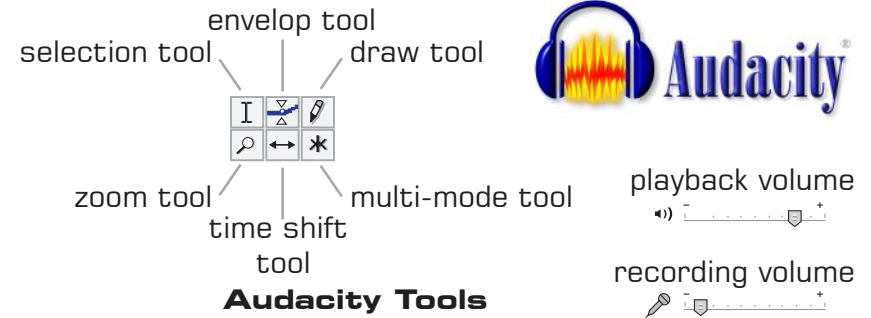 envelop tool
selection tool
draw tool
Audacity®
zoom tool
multi-mode tool
time shift
tool
Audacity Tools
playback volume
- +
recording volume
- +